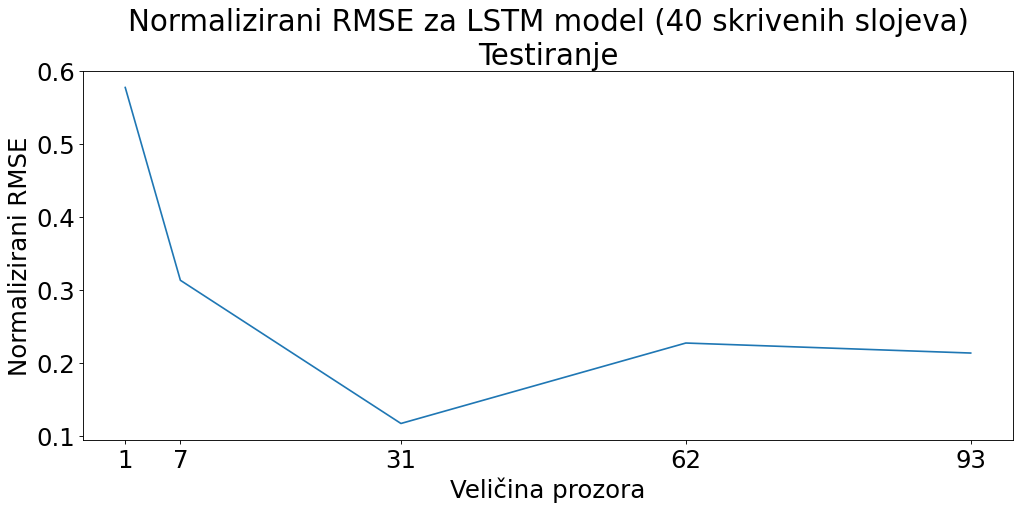 Normalizirani RMSE za LSTM model (40 skrivenih slojeva)
Testiranje
Normalizirani RMSE
0.6
0.5
0.4
0.3
0.2
0.1
1 7 31 62 93
Veličina prozora